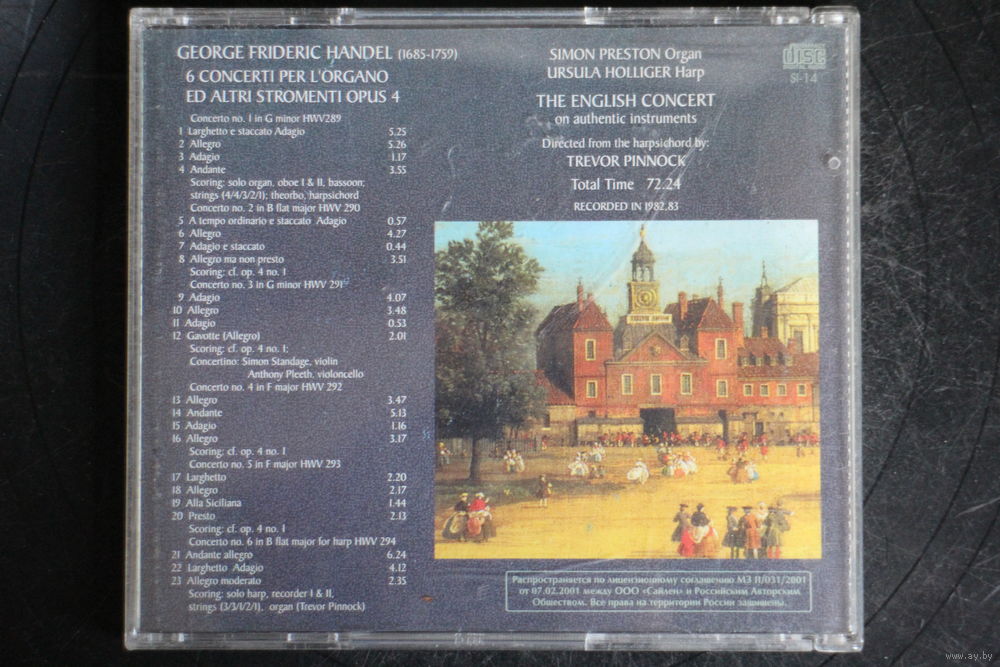 GEORGE FRIDERIC HANDEL (1685-1759)
6 CONCERTI PER L'ORGANO
ED ALTRI STROMENTI OPUS 4
Concerto no. 1 in G minor HWV289
1 Larghetto e staccato Adagio 5.25
2 Allegro 5.26
3 Adagio 1.17
4 Andante 3.55
Scoring: solo organ, oboe I & II, bassoon;
strings (4/4/3/2/1); theorbo, harpsichord
Concerto no. 2 in B flat major HWV 290
5 A tempo ordinario e staccato Adagio 0.57
6 Allegro 4.27
7 Adagio e staccato 0.44
8 Allegro ma non presto 3.51
Scoring: cf. op. 4 no. 1
Concerto no. 3 in G minor HWV 291
9 Adagio 4.07
10 Allegro 3.48
11 Adagio 0.53
12 Gavotte (Allegro) 2.01
Scoring: cf. op. 4 no. 1;
Concertino: Simon Standage, violin
Anthony Pleeth, violoncello
Concerto no. 4 in F major HWV 292
13 Allegro 3.47
14 Andante 5.13
15 Adagio 1.16
16 Allegro 3.17
Scoring: cf. op. 4 no. 1
Concerto no. 5 in F major HWV 293
17 Larghetto 2.20
18 Allegro 2.17
19 Alla Siciliana 1.44
20 Presto 2.13
Scoring: cf. op. 4 no. 1
Concerto no. 6 in B flat major for harp HWV 294
21 Andante allegro 6.24
22 Larghetto Adagio 4.12
23 Allegro moderato 2.35
Scoring: solo harp, recorder I & II,
strings (3/3/1/2/1), organ (Trevor Pinnock)
SIMON PRESTON Organ
URSULA HOLLIGER Harp
THE ENGLISH CONCERT
on authentic instruments
Directed from the harpsichord by:
TREVOR PINNOCK
Total Time 72.24
RECORDED IN 1982,83
disc
SI-14
Распространяется по лицензионному соглашению МЗ П/031/2001
от 07.02.2001 между ООО «Сайлен» и Российским Авторским
Обществом. Все права на территории России защищены.
www.ay.by